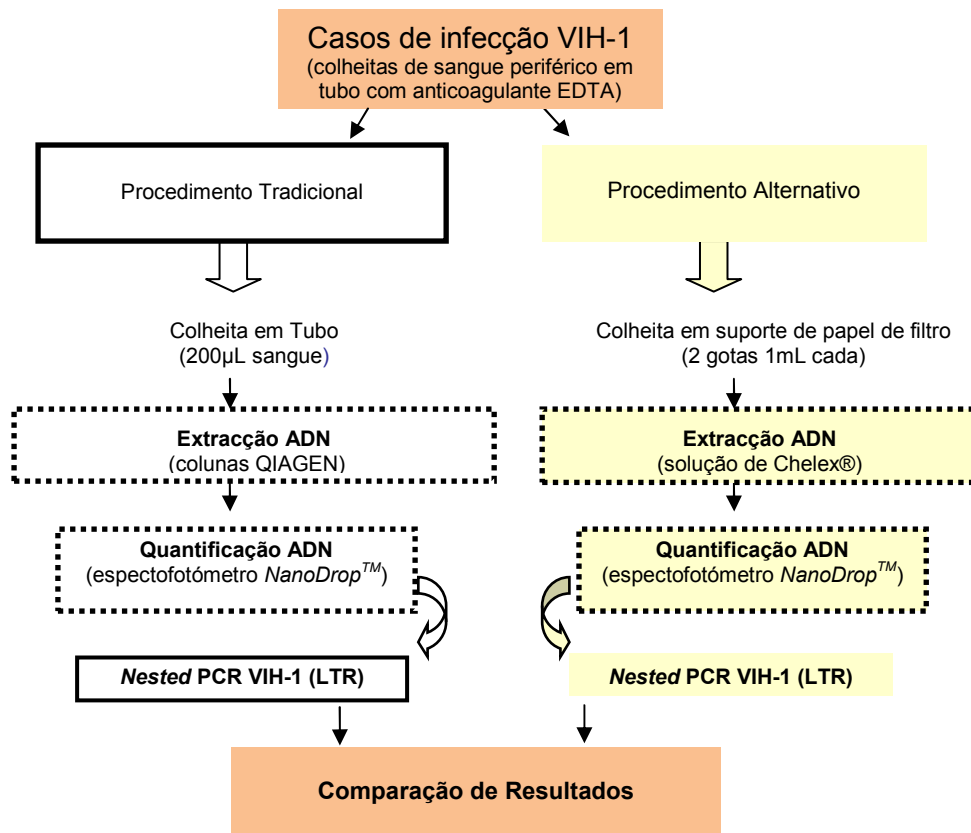 Casos de infecção VIH-1
(colheitas de sangue periférico em
tubo com anticoagulante EDTA)
Procedimento Tradicional
Procedimento Alternativo
Colheita em Tubo
(200µL sangue)
Colheita em suporte de papel de filtro
(2 gotas 1mL cada)
Extracção ADN
(colunas QIAGEN)
Extracção ADN
(solução de Chelex®)
Quantificação ADN
(espectofotómetro NanoDrop™)
Quantificação ADN
(espectofotómetro NanoDrop™)
Nested PCR VIH-1 (LTR)
Nested PCR VIH-1 (LTR)
Comparação de Resultados